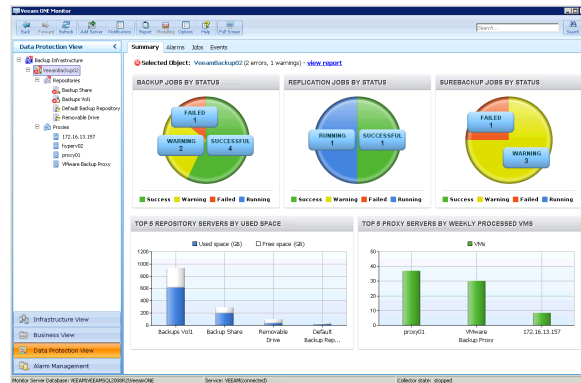 Veeam ONE Monitor
Back Forward Refresh Add Server Notifications Report Modeling Options Help Full Screen Search... Search
Data Protection View
Summary Alarms Jobs Events
Backup Infrastructure
VeeamBackup02
Repositories
Backup Share
Backups Vol1
Default Backup Repository
Removable Drive
Proxies
172.16.13.157
hyperv02
proxy01
VMware Backup Proxy
Selected Object: VeeamBackup02 (2 errors, 1 warnings) - view report
BACKUP JOBS BY STATUS
FAILED
1
WARNING
2
SUCCESSFUL
4
Success Warning Failed Running
REPLICATION JOBS BY STATUS
RUNNING
1
SUCCESSFUL
1
Success Warning Failed Running
SUREBACKUP JOBS BY STATUS
FAILED
1
WARNING
3
Success Warning Failed Running
TOP 5 REPOSITORY SERVERS BY USED SPACE
Used space (GB) Free space (GB)
1200
1000
800
600
400
200
0
Backups Vol1 Backup Share Removable Drive Default Backup Rep...
TOP 5 PROXY SERVERS BY WEEKLY PROCESSED VMS
VMs
50
40
30
20
10
0
proxy01 VMware Backup Proxy 172.16.13.157
Infrastructure View
Business View
Data Protection View
Alarm Management
Monitor Server Database: VEEAM\VEEAMSQL2008R2\VeeamONE Service: VEEAM(connected) Collector state: stopped